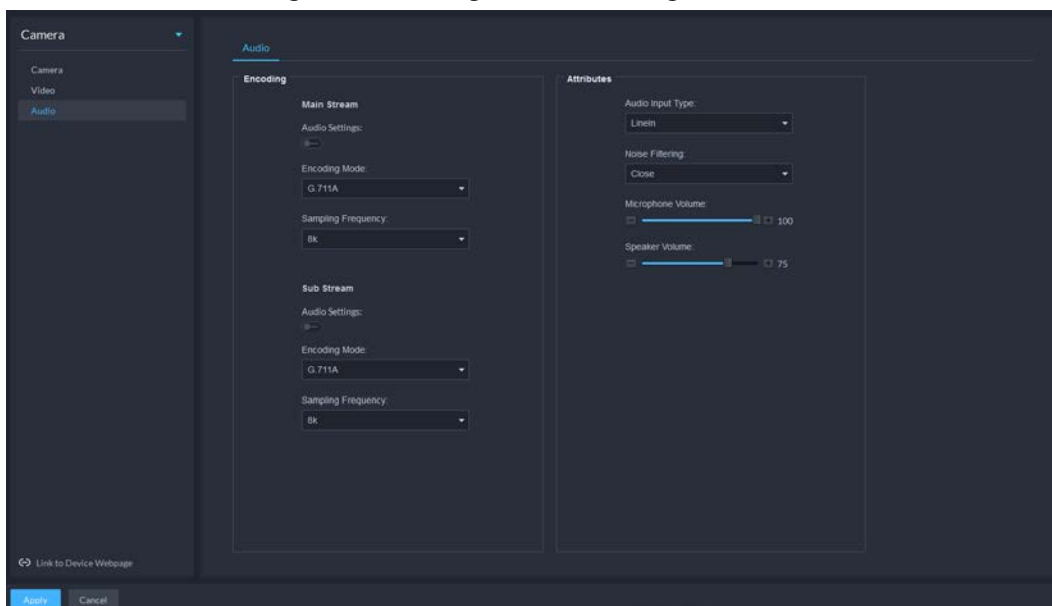 Camera
Camera
Video
Audio
Link to Device Webpage
Audio
Encoding
Main Stream
Audio Settings:
Encoding Mode:
G.711A
Sampling Frequency:
8k
Sub Stream
Audio Settings:
Encoding Mode:
G.711A
Sampling Frequency:
8k
Attributes
Audio Input Type:
LineIn
Noise Filtering:
Close
Microphone Volume:
100
Speaker Volume:
75
Apply Cancel